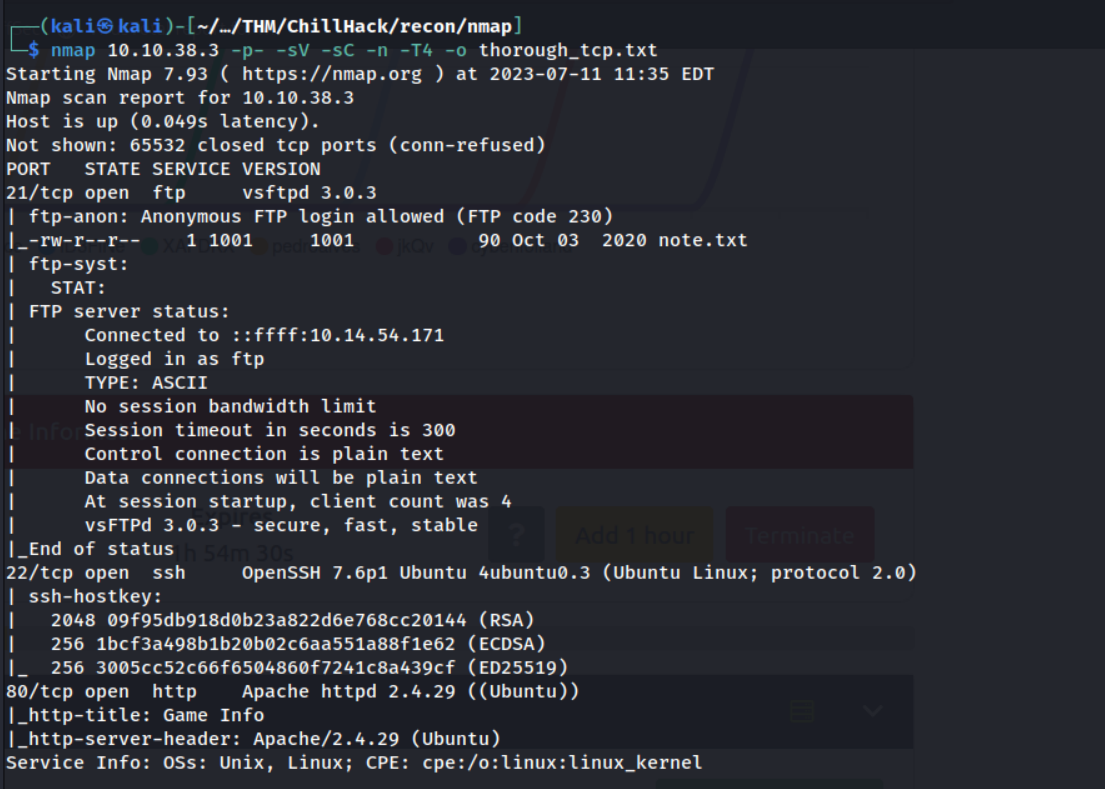 (kali㉿kali)-[~/…/THM/ChillHack/recon/nmap]
$ nmap 10.10.38.3 -p- -sV -sC -n -T4 -o thorough_tcp.txt
Starting Nmap 7.93 ( https://nmap.org ) at 2023-07-11 11:35 EDT
Nmap scan report for 10.10.38.3
Host is up (0.049s latency).
Not shown: 65532 closed tcp ports (conn-refused)
PORT   STATE SERVICE VERSION
21/tcp open  ftp     vsftpd 3.0.3
| ftp-anon: Anonymous FTP login allowed (FTP code 230)
|_-rw-r--r--    1 1001     1001           90 Oct 03  2020 note.txt
| ftp-syst:
|   STAT:
| FTP server status:
|      Connected to ::ffff:10.14.54.171
|      Logged in as ftp
|      TYPE: ASCII
|      No session bandwidth limit
|      Session timeout in seconds is 300
|      Control connection is plain text
|      Data connections will be plain text
|      At session startup, client count was 4
|      vsFTPd 3.0.3 - secure, fast, stable
|_End of status
22/tcp open  ssh     OpenSSH 7.6p1 Ubuntu 4ubuntu0.3 (Ubuntu Linux; protocol 2.0)
| ssh-hostkey:
|   2048 09f95db918d0b23a822d6e768cc20144 (RSA)
|   256 1bcf3a498b1b20b02c6aa551a88f1e62 (ECDSA)
|_  256 3005cc52c66f6504860f7241c8a439cf (ED25519)
80/tcp open  http    Apache httpd 2.4.29 ((Ubuntu))
|_http-title: Game Info
|_http-server-header: Apache/2.4.29 (Ubuntu)
Service Info: OSs: Unix, Linux; CPE: cpe:/o:linux:linux_kernel
Expires
1h 54m 30s
?
Add 1 hour
Terminate